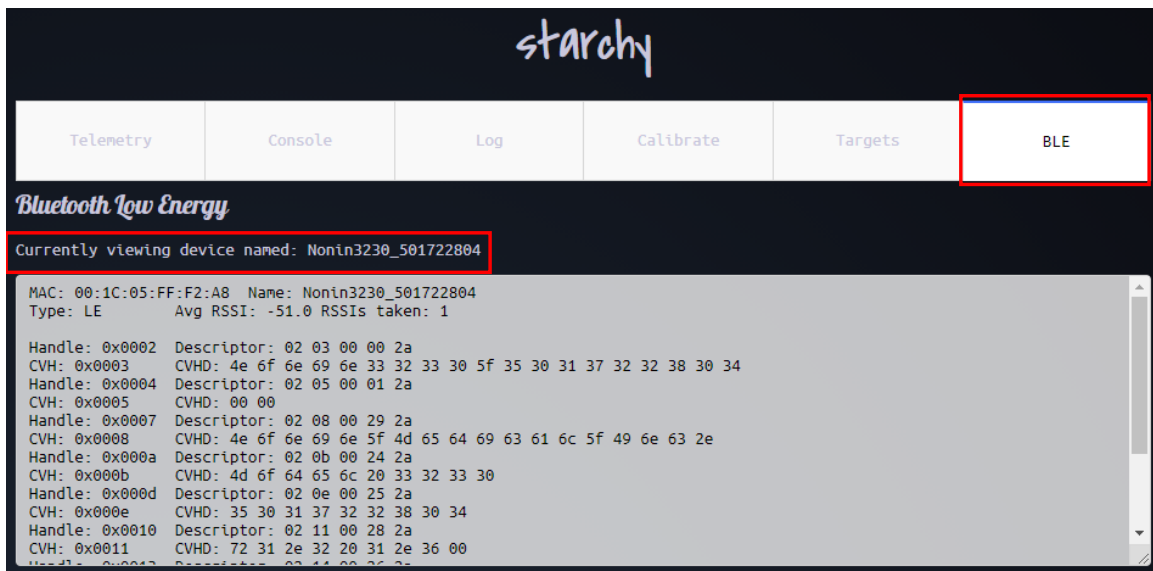 starchy
Telemetry Console Log Calibrate Targets BLE
Bluetooth Low Energy
Currently viewing device named: Nonin3230_501722804
MAC: 00:1C:05:FF:F2:A8 Name: Nonin3230_501722804
Type: LE Avg RSSI: -51.0 RSSIs taken: 1
Handle: 0x0002 Descriptor: 02 03 00 00 2a
CVH: 0x0003 CVHD: 4e 6f 6e 69 6e 33 32 33 30 5f 35 30 31 37 32 32 38 30 34
Handle: 0x0004 Descriptor: 02 05 00 01 2a
CVH: 0x0005 CVHD: 00 00
Handle: 0x0007 Descriptor: 02 08 00 29 2a
CVH: 0x0008 CVHD: 4e 6f 6e 69 6e 5f 4d 65 64 69 63 61 6c 5f 49 6e 63 2e
Handle: 0x000a Descriptor: 02 0b 00 24 2a
CVH: 0x000b CVHD: 4d 6f 64 65 6c 20 33 32 33 30
Handle: 0x000d Descriptor: 02 0e 00 25 2a
CVH: 0x000e CVHD: 35 30 31 37 32 32 38 30 34
Handle: 0x0010 Descriptor: 02 11 00 28 2a
CVH: 0x0011 CVHD: 72 31 2e 32 20 31 2e 36 00